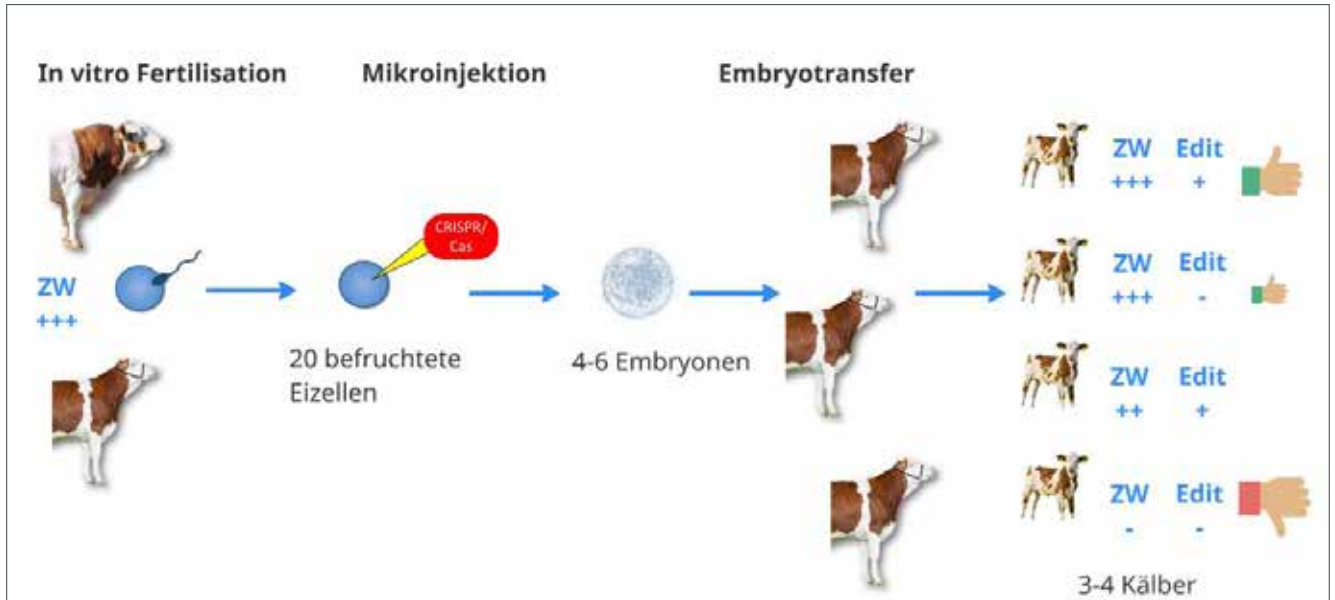 In vitro Fertilisation
Mikroinjektion
Embryotransfer
ZW
+++
CRISPR/
Cas
20 befruchtete
Eizellen
4-6 Embryonen
ZW Edit
+++ +
ZW Edit
+++ -
ZW Edit
++ +
ZW Edit
- -
3-4 Kälber